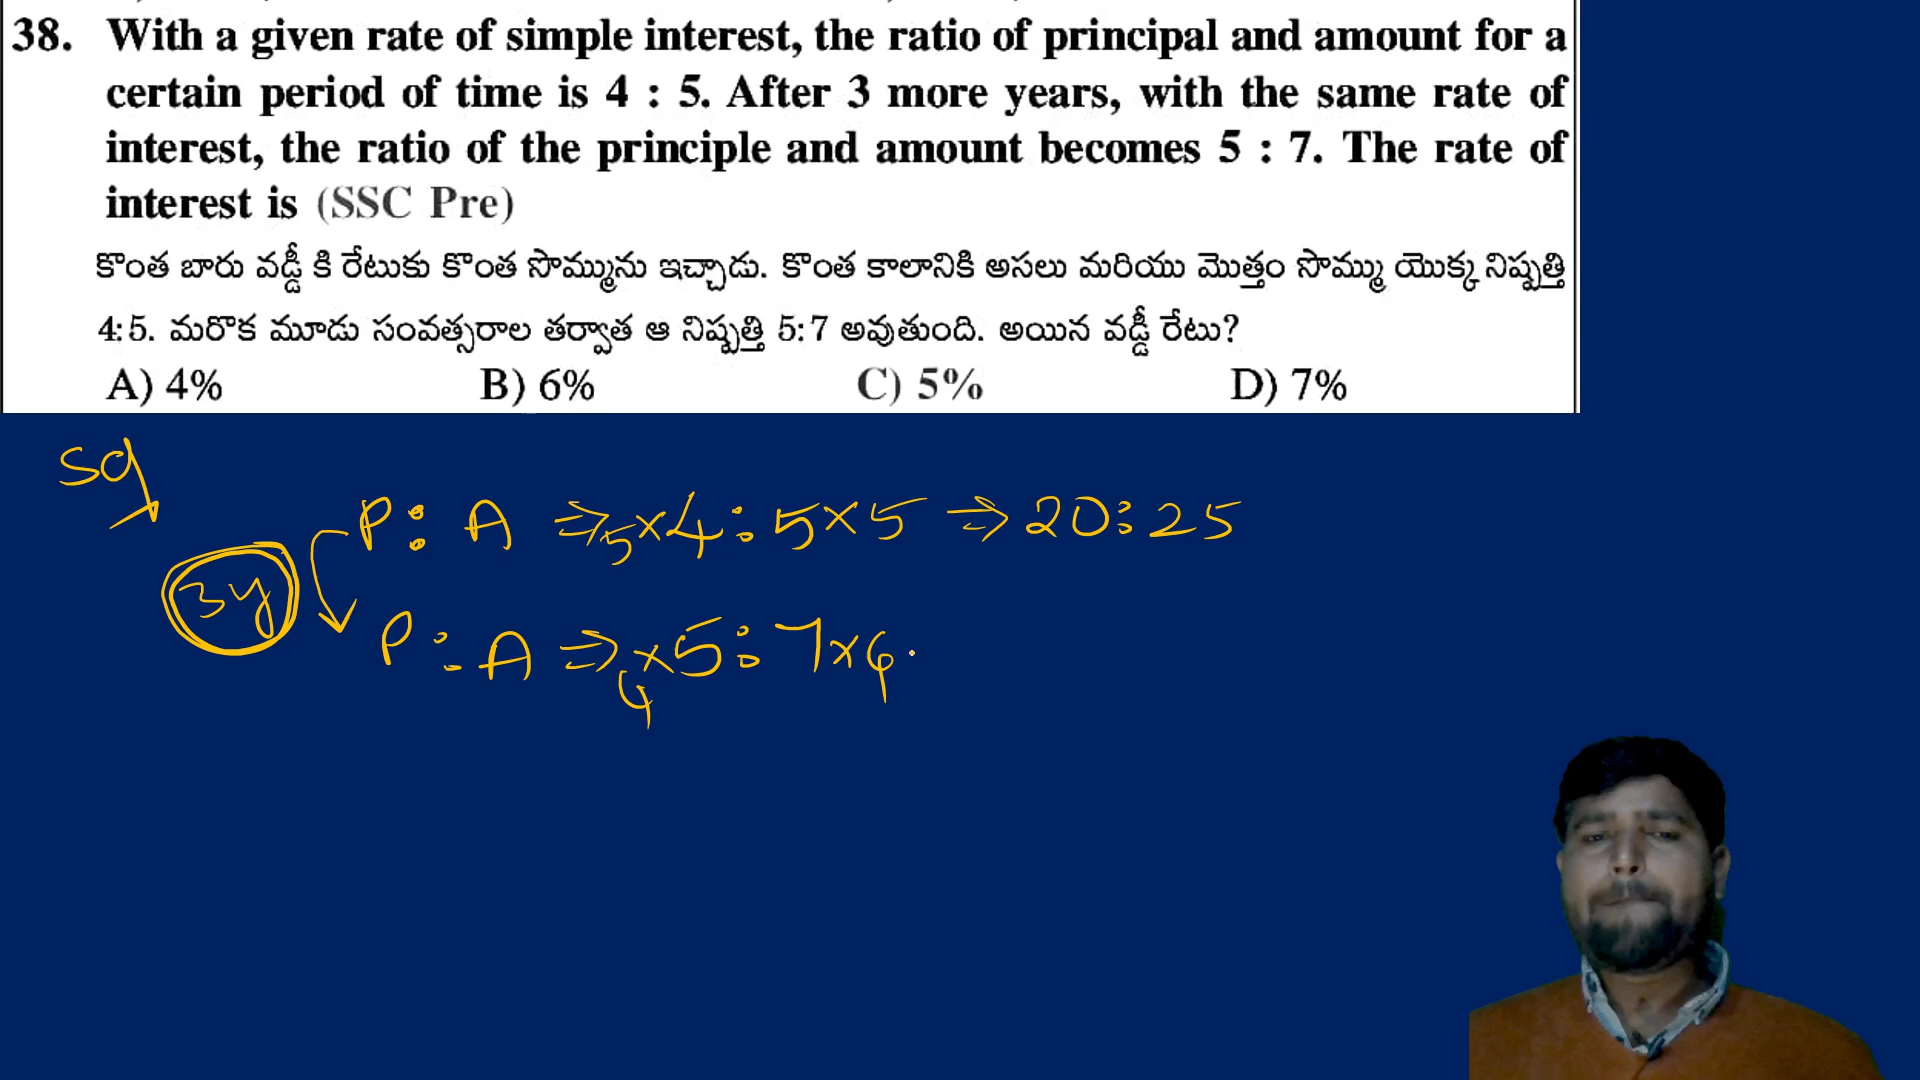 38. With a given rate of simple interest, the ratio of principal and amount for a
certain period of time is 4 : 5. After 3 more years, with the same rate of
interest, the ratio of the principle and amount becomes 5 : 7. The rate of
interest is (SSC Pre)
కొంత బారు వడ్డీ కి రేటుకు కొంత సొమ్మును ఇచ్చాడు. కొంత కాలానికి అసలు మరియు మొత్తం సొమ్ము యొక్క నిష్పత్తి
4:5. మరొక మూడు సంవత్సరాల తర్వాత ఆ నిష్పత్తి 5:7 అవుతుంది. అయిన వడ్డీ రేటు?
A) 4% B) 6% C) 5% D) 7%
P : A ⇒ 5×4 : 5×5 ⇒ 20 : 25
3y
P : A ⇒ 4×5 : 7×4